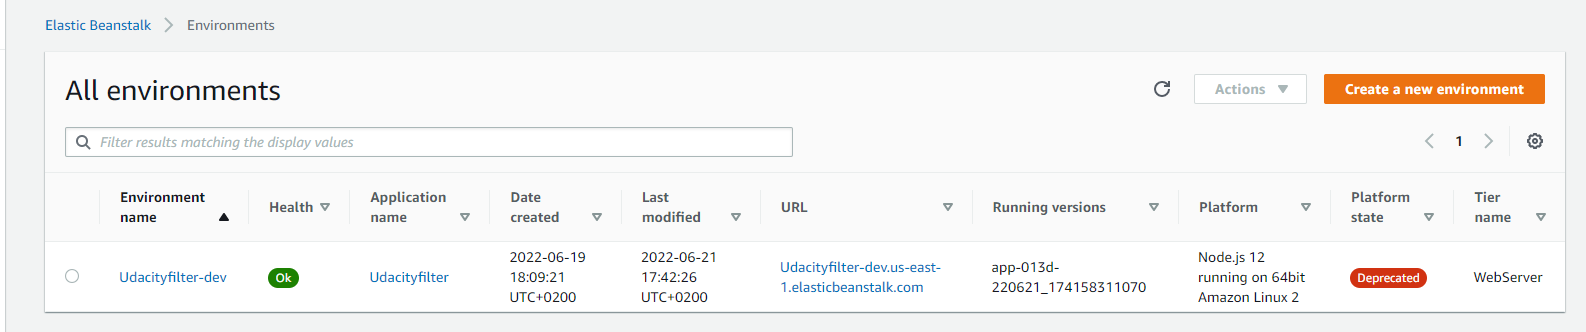 Elastic Beanstalk > Environments
All environments
Actions
Create a new environment
Filter results matching the display values
1
Environment name
Health
Application name
Date created
Last modified
URL
Running versions
Platform
Platform state
Tier name
Udacityfilter-dev
Ok
Udacityfilter
2022-06-19
18:09:21
UTC+0200
2022-06-21
17:42:26
UTC+0200
Udacityfilter-dev.us-east-
1.elasticbeanstalk.com
app-013d-
220621_174158311070
Node.js 12
running on 64bit
Amazon Linux 2
Deprecated
WebServer